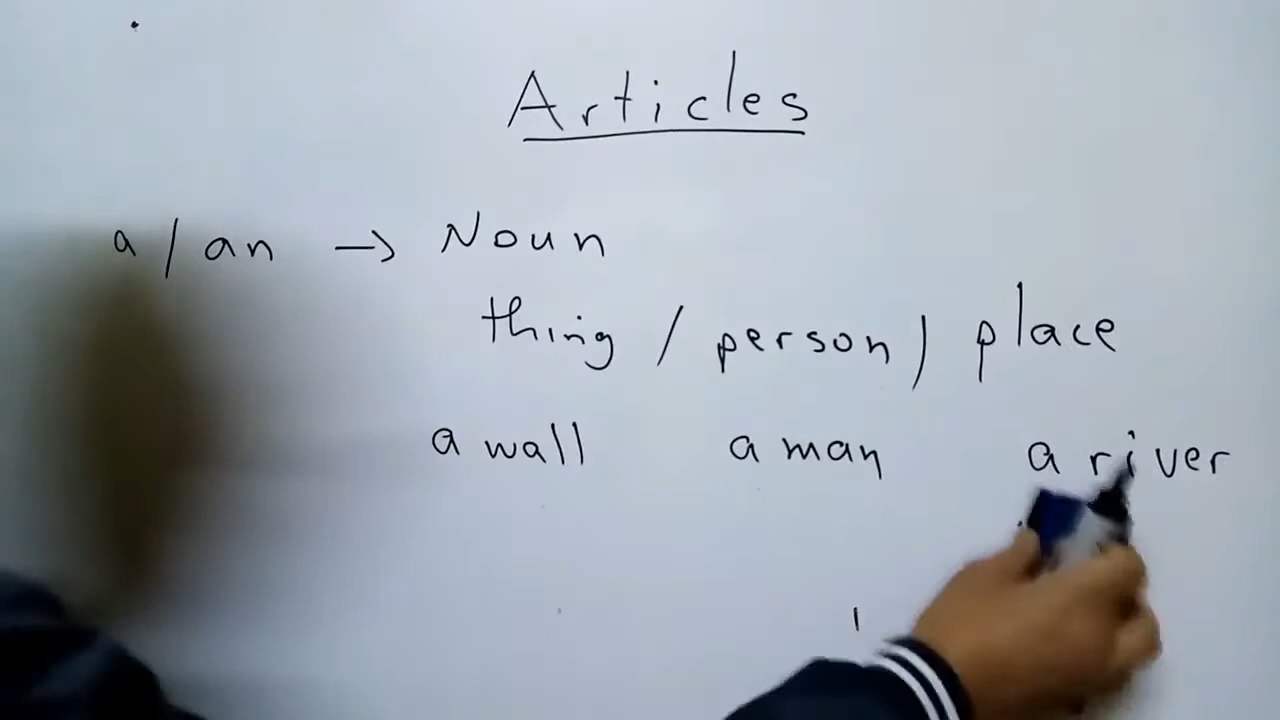 Articles
a / an → Noun
thing / person / place
a wall a man a river